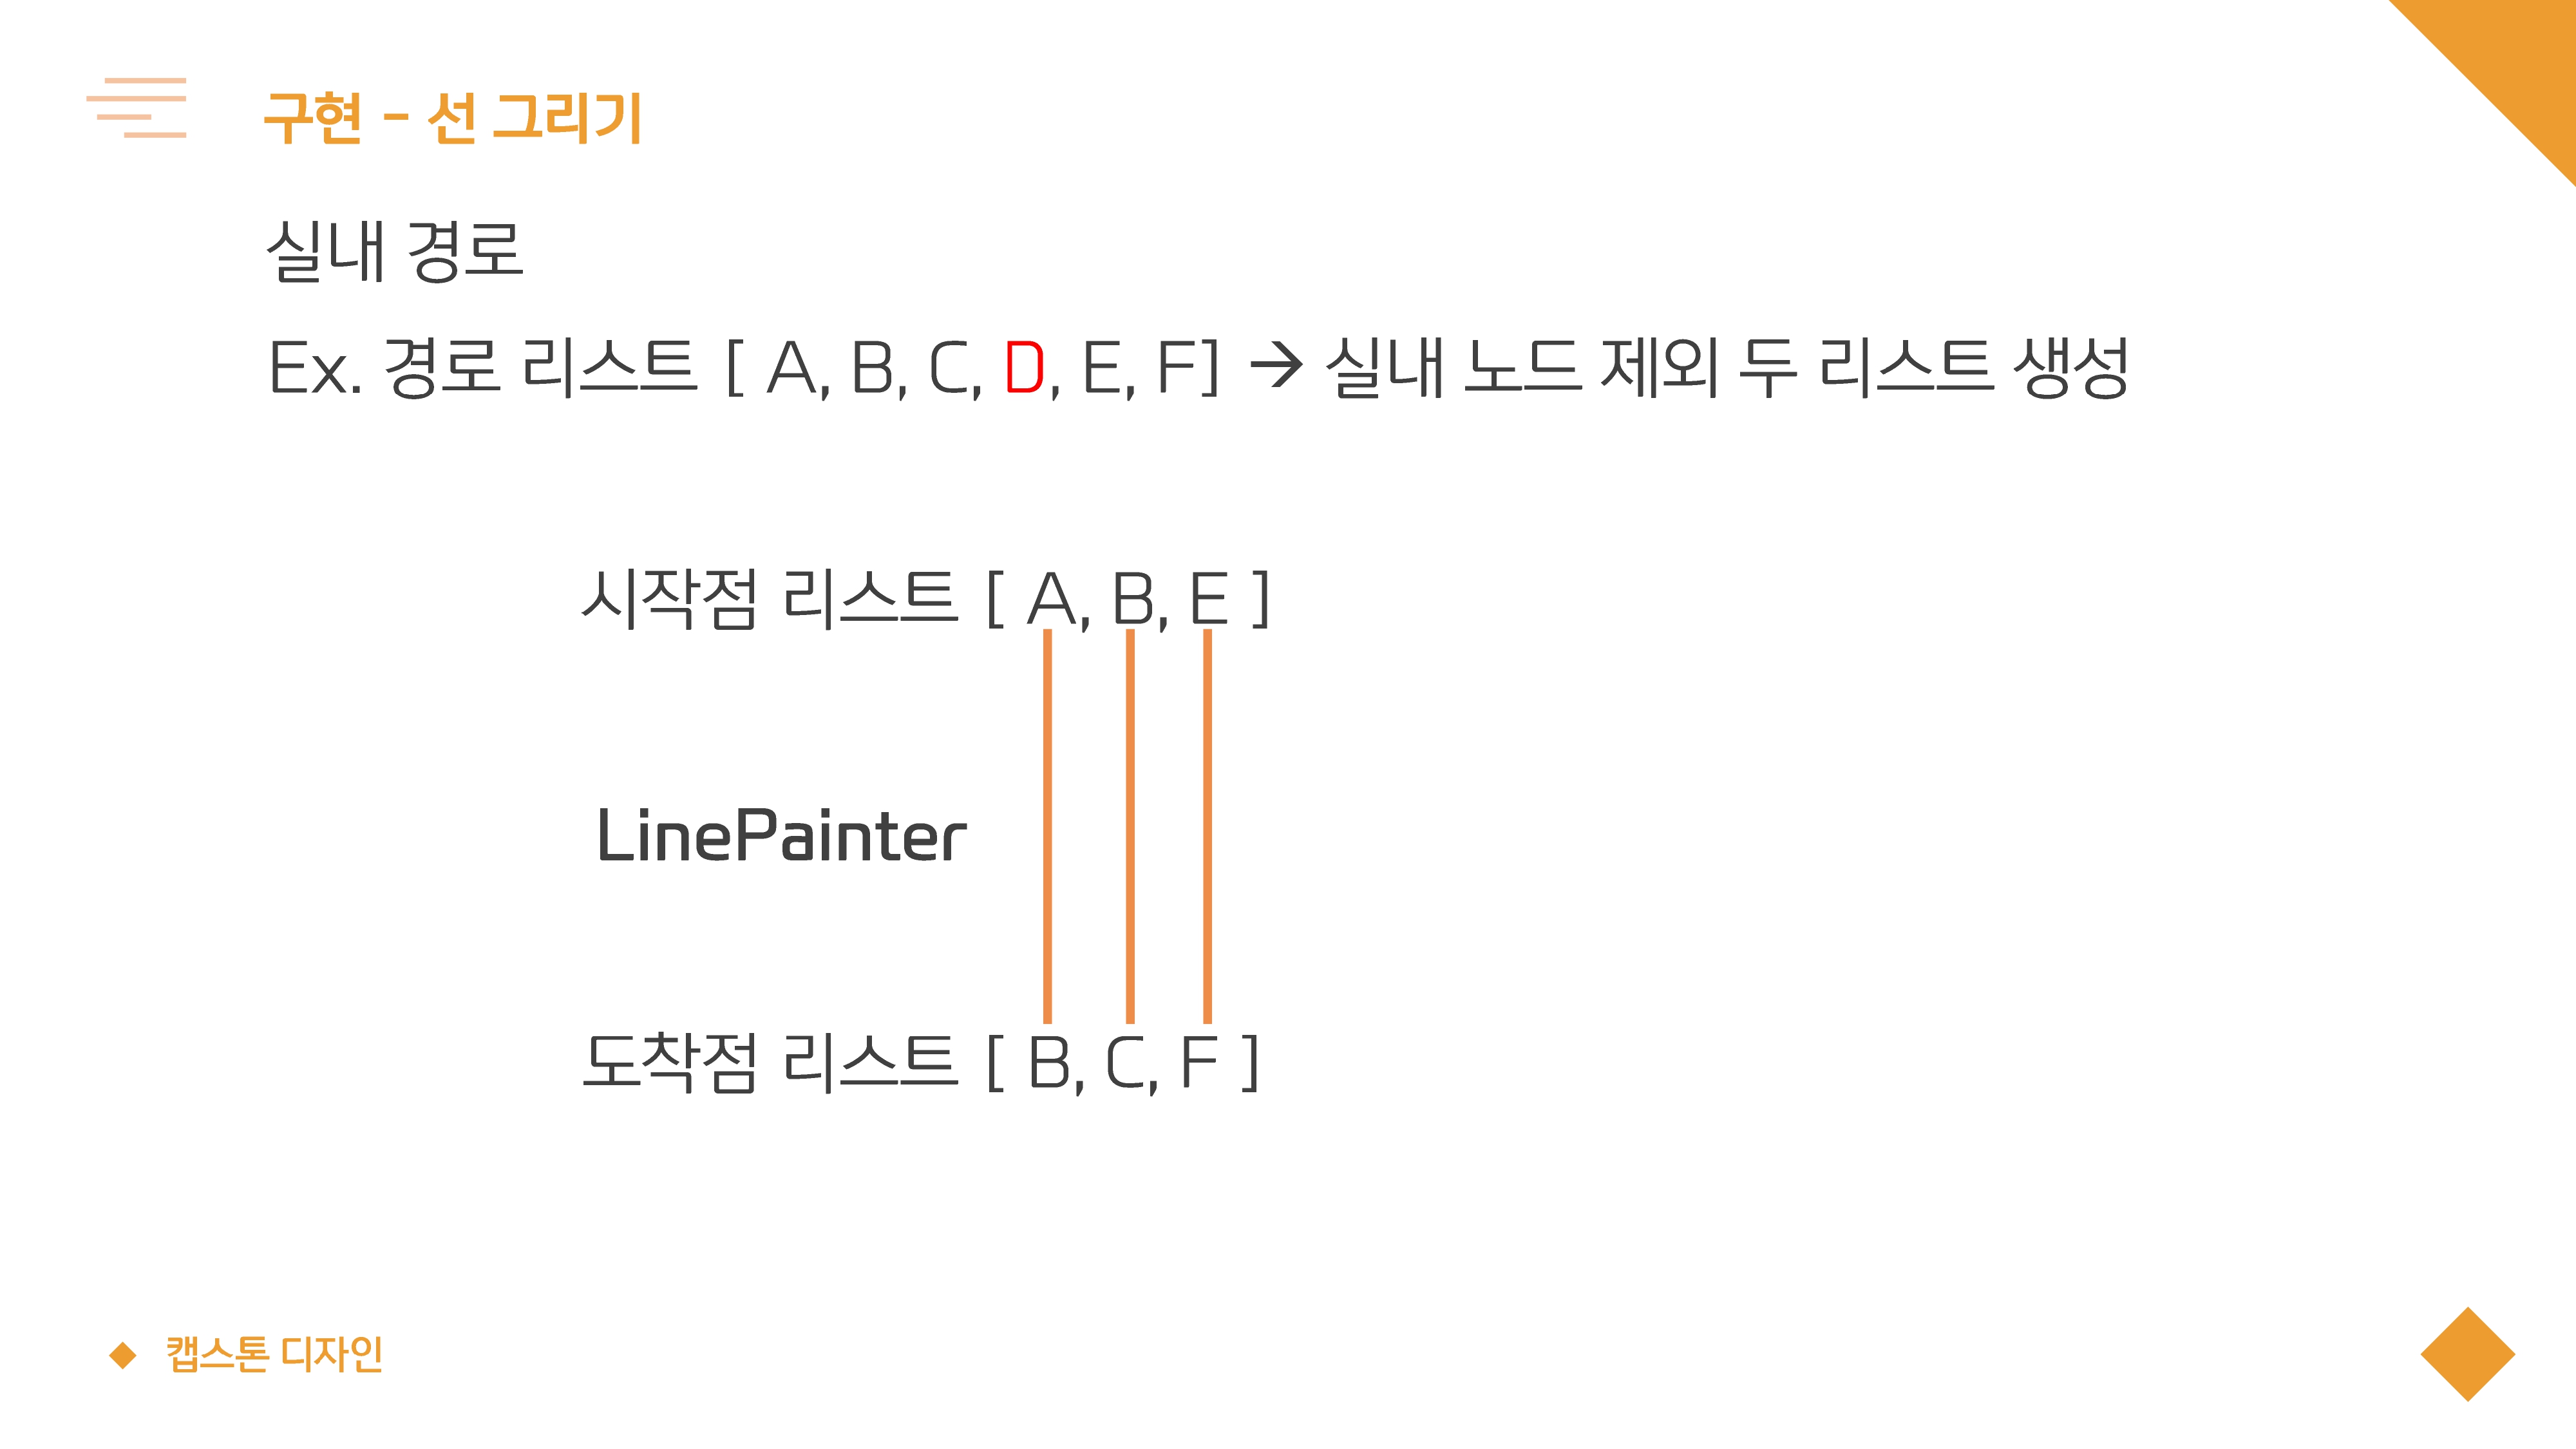 구현 - 선 그리기
실내 경로
Ex. 경로 리스트 [ A, B, C, D, E, F] → 실내 노드 제외 두 리스트 생성
시작점 리스트 [ A, B, E ]
LinePainter
도착점 리스트 [ B, C, F ]
캡스톤 디자인